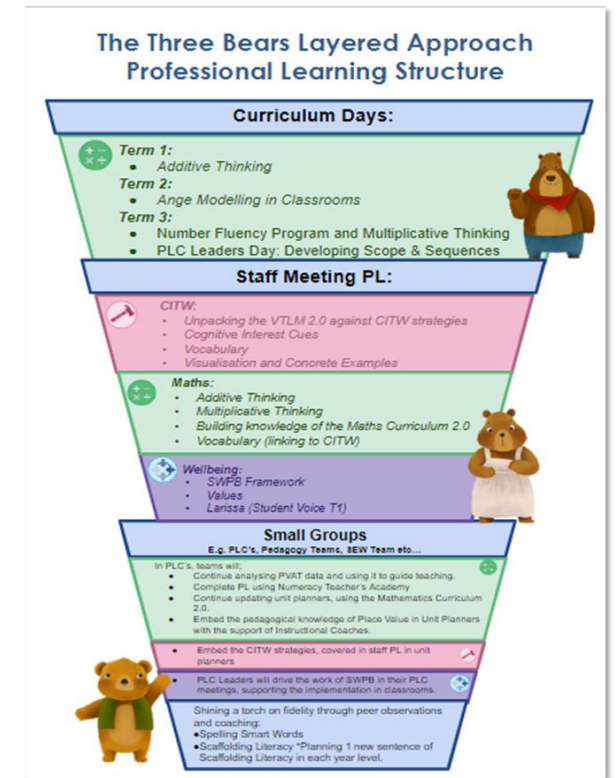 The Three Bears Layered Approach
Professional Learning Structure
Curriculum Days:
Term 1:
• Additive Thinking
Term 2:
• Ange Modelling in Classrooms
Term 3:
• Number Fluency Program and Multiplicative Thinking
• PLC Leaders Day: Developing Scope & Sequences
Staff Meeting PL:
CITW:
- Unpacking the VTLM 2.0 against CITW strategies
- Cognitive Interest Cues
- Vocabulary
- Visualisation and Concrete Examples
Maths:
• Additive Thinking
• Multiplicative Thinking
• Building knowledge of the Maths Curriculum 2.0
• Vocabulary (linking to CITW)
Wellbeing:
• SWPB Framework
• Values
• Larissa (Student Voice T1)
Small Groups
E.g. PLC's, Pedagogy Teams, SEW Team etc...
In PLC's, teams will;
• Continue analysing PVAT data and using it to guide teaching.
• Complete PL using Numeracy Teacher's Academy
• Continue updating unit planners, using the Mathematics Curriculum
2.0.
• Embed the pedagogical knowledge of Place Value in Unit Planners
with the support of Instructional Coaches.
• Embed the CITW strategies, covered in staff PL in unit
planners
• PLC Leaders will drive the work of SWPB in their PLC
meetings, supporting the implementation in classrooms.
Shining a torch on fidelity through peer observations
and coaching:
●Spelling Smart Words
●Scaffolding Literacy *Planning 1 new sentence of
Scaffolding Literacy in each year level.